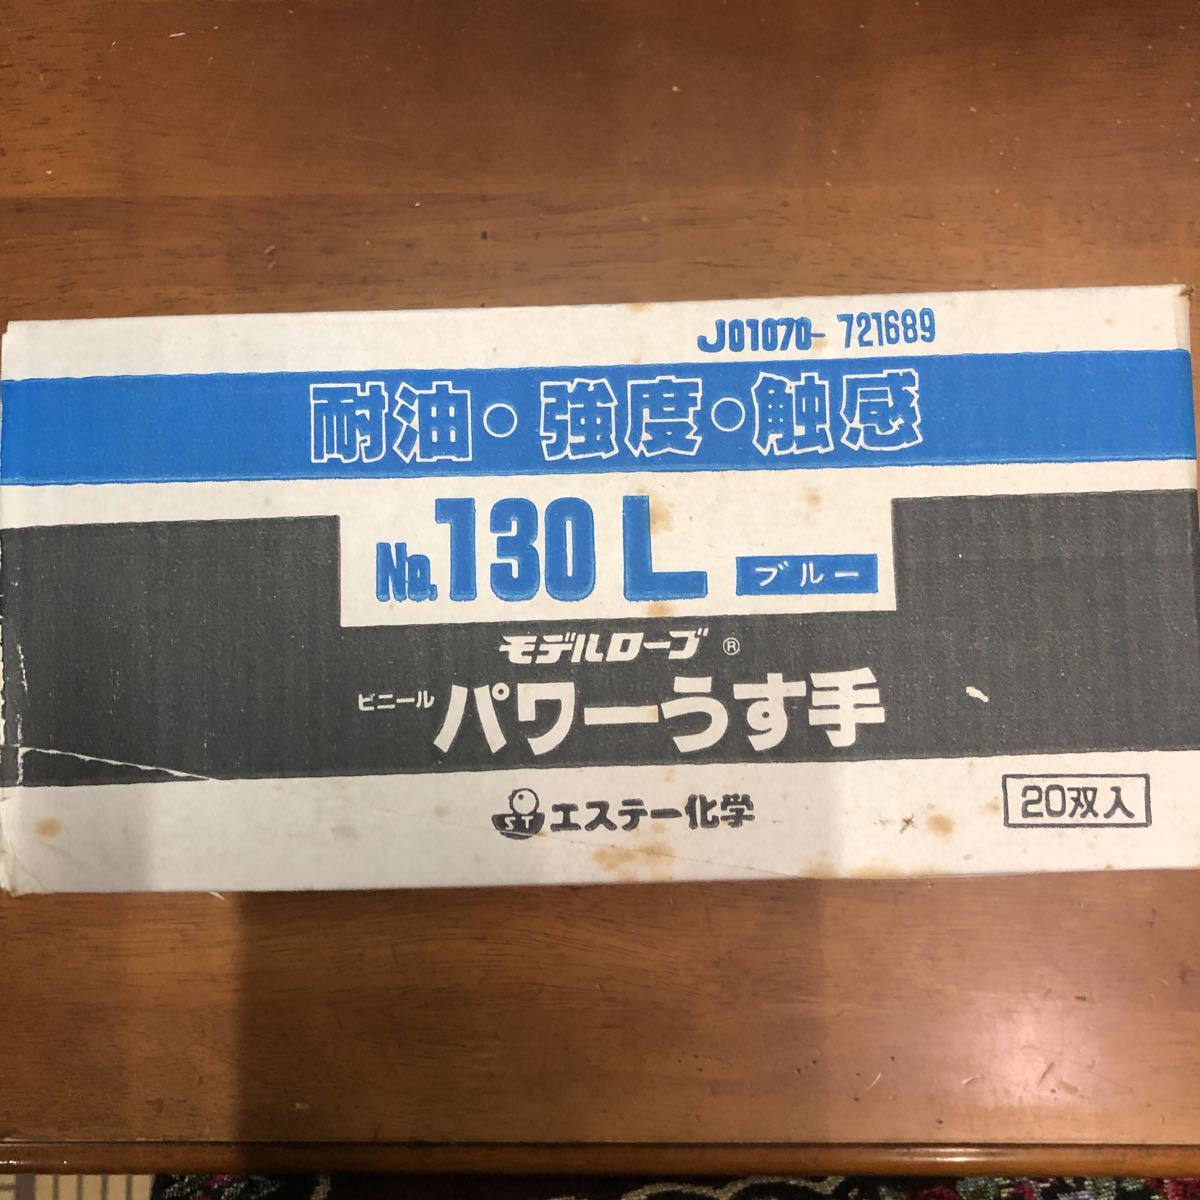 J01070-721689
耐油・強度・触感
No.130 L ブルー
モデルローブ®
ビニール パワーうす手
ST エステー化学
20双入